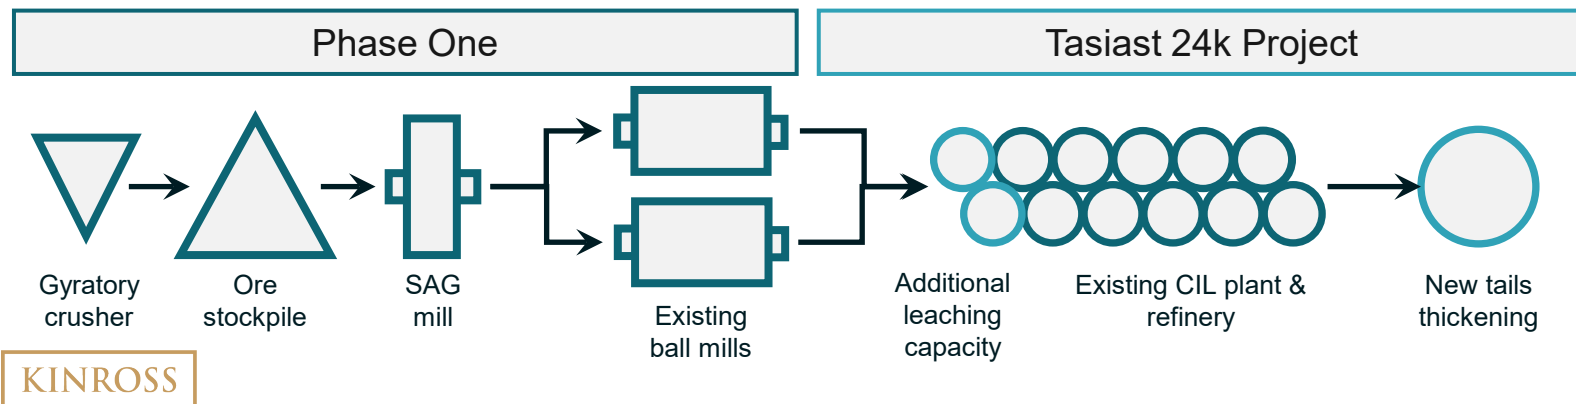 Phase One
Tasiast 24k Project
Gyratory
crusher
Ore
stockpile
SAG
mill
Existing
ball mills
Additional
leaching
capacity
Existing CIL plant &
refinery
New tails
thickening
KINROSS